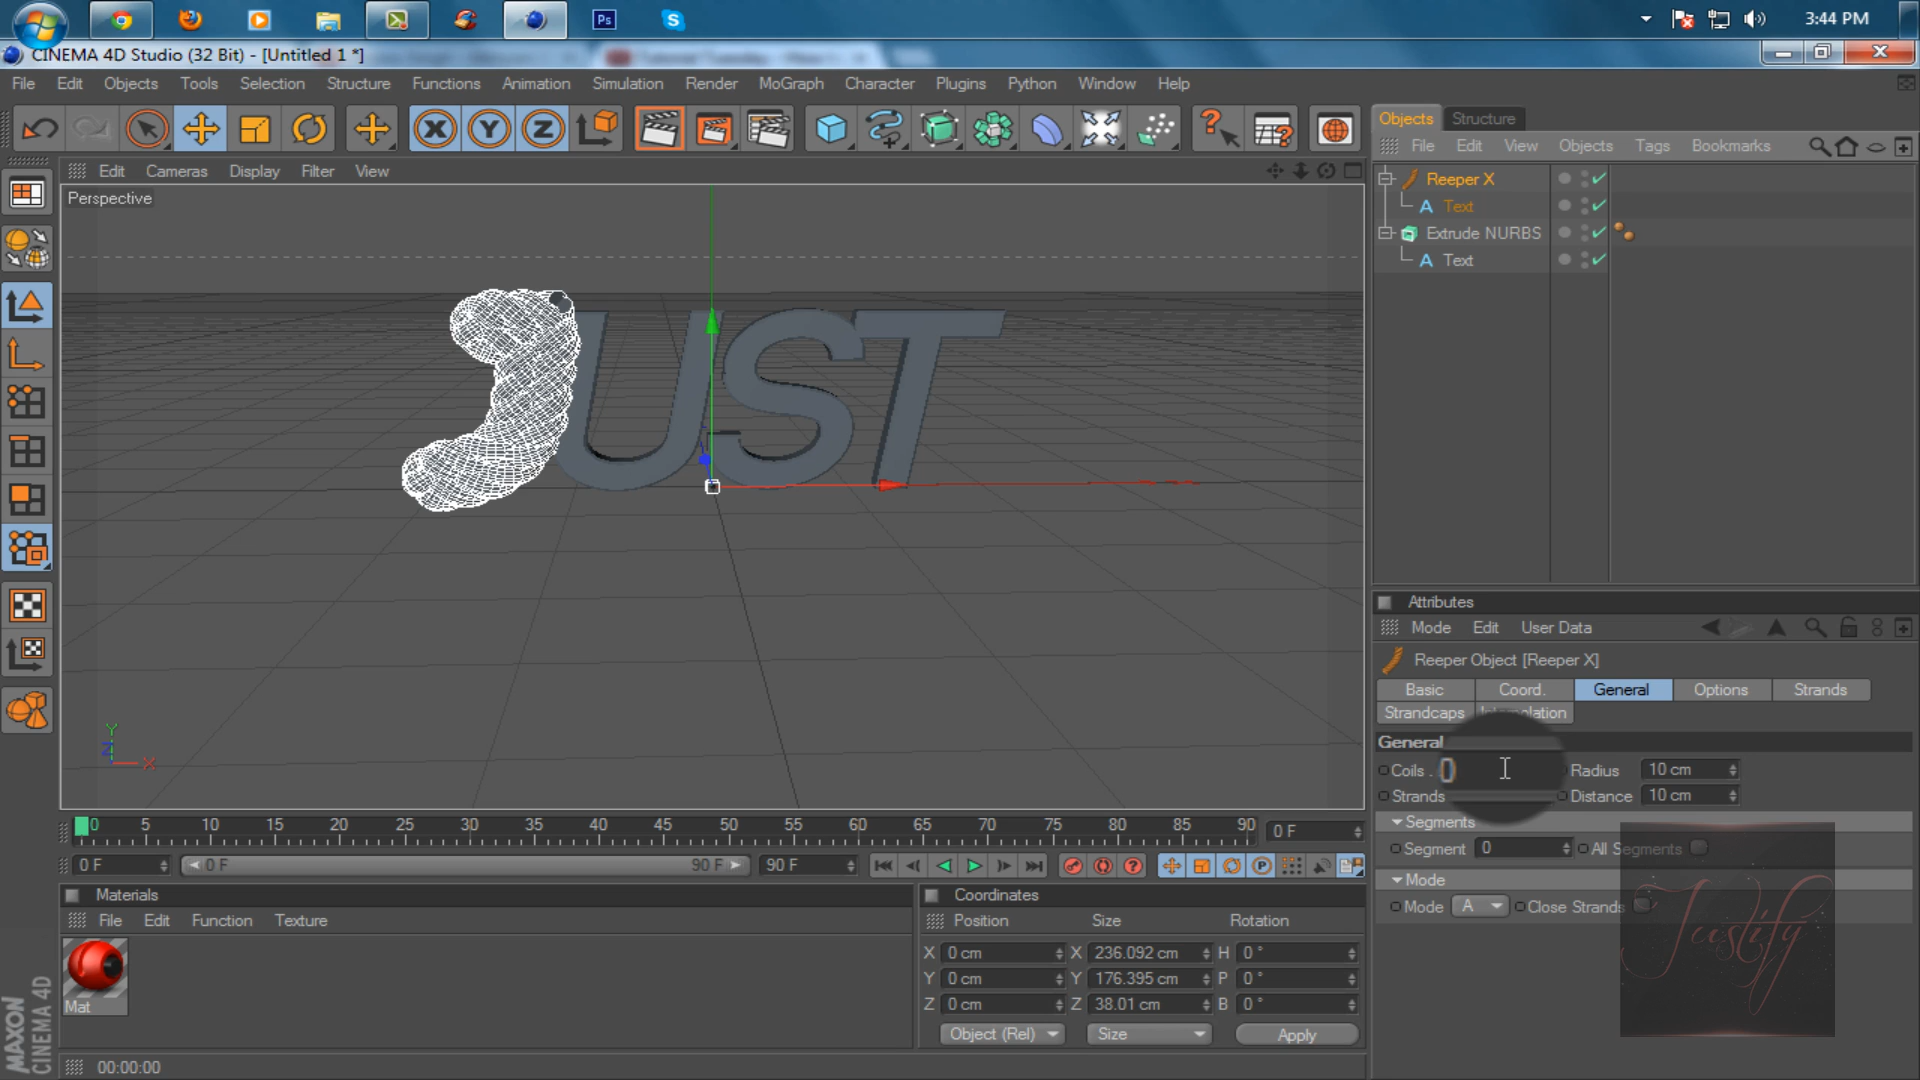 Ps
3:44 PM
CINEMA 4D Studio (32 Bit) - [Untitled 1 *]
File Edit Objects Tools Selection Structure Functions Animation Simulation Render MoGraph Character Plugins Python Window Help
X Y Z
Objects Structure
File Edit View Objects Tags Bookmarks
Edit Cameras Display Filter View
Perspective
Reeper X
A Text
Extrude NURBS
A Text
UST
Y
Z
X
Attributes
Mode Edit User Data
Reeper Object [Reeper X]
Basic Coord. General Options Strands
Strandcaps
General
Coils . 0 Radius 10 cm
Strands Distance 10 cm
Segments
Segment 0 All Segments
Mode
Mode A Close Strands
Justify
0 5 10 15 20 25 30 35 40 45 50 55 60 65 70 75 80 85 90 0 F
0 F 0 F 90 F 90 F
P
Materials
File Edit Function Texture
Mat
Coordinates
Position Size Rotation
X 0 cm X 236.092 cm H 0 °
Y 0 cm Y 176.395 cm P 0 °
Z 0 cm Z 38.01 cm B 0 °
Object (Rel) Size Apply
MAXON
CINEMA 4D
00:00:00